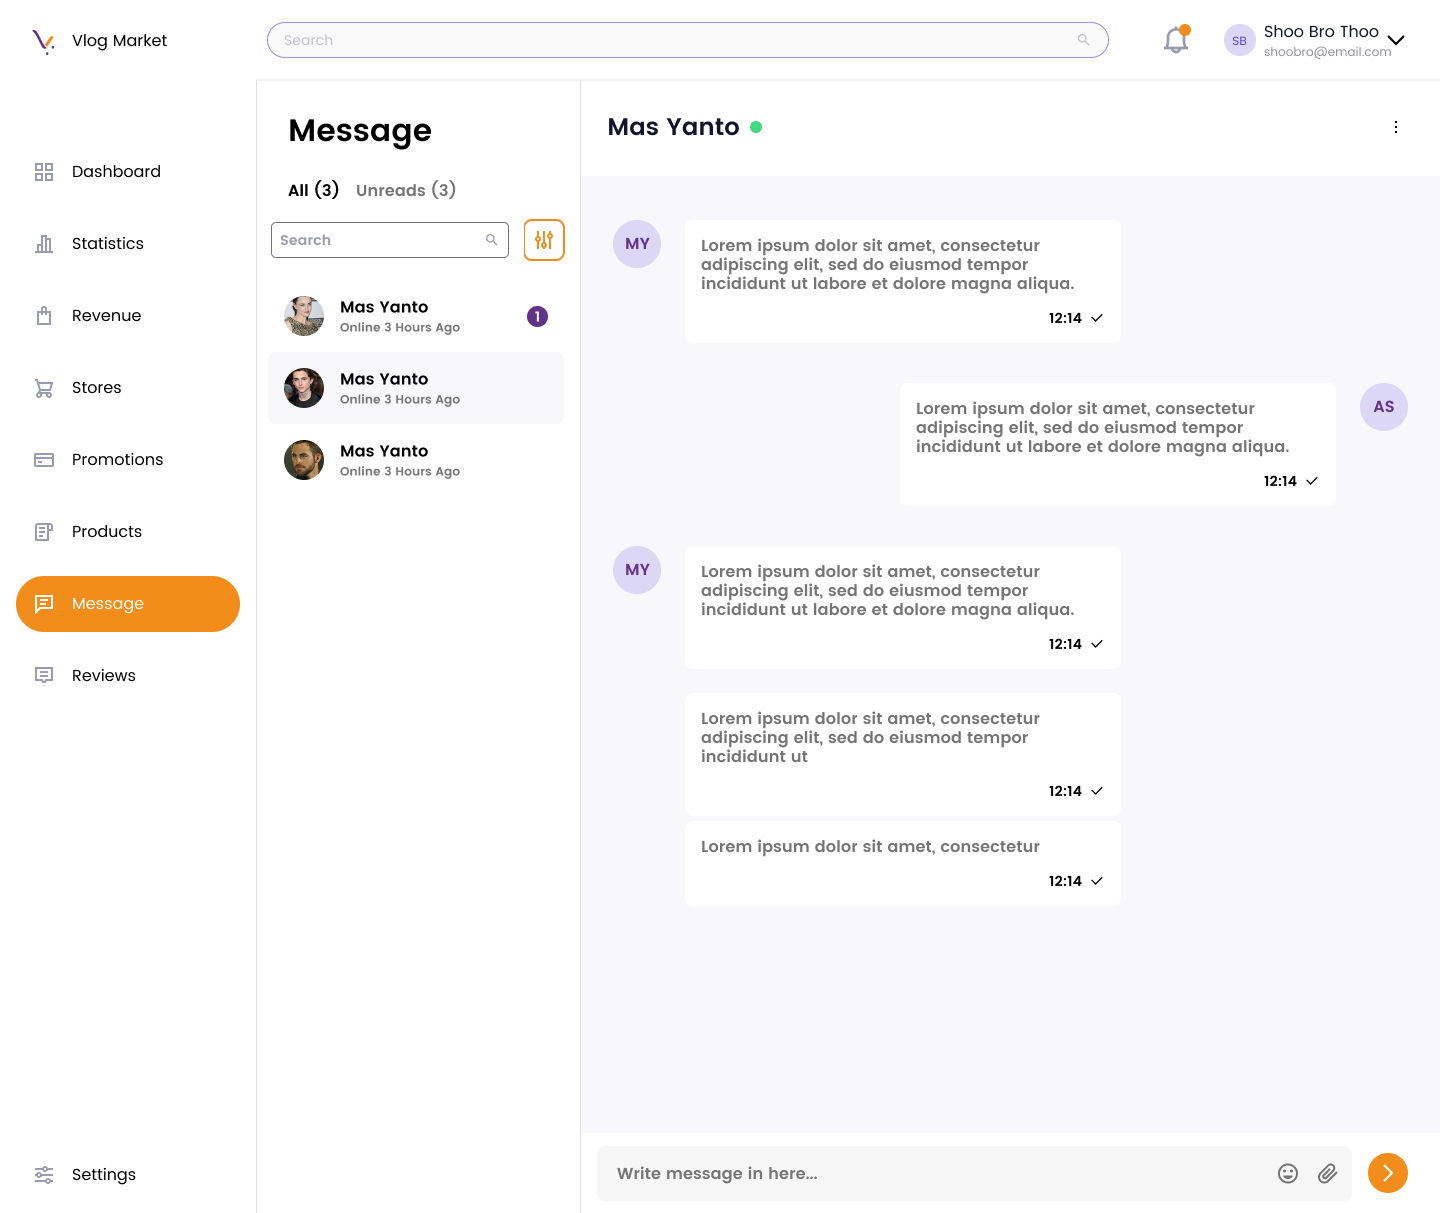 Vlog Market
Search
SB
Shoo Bro Thoo
shoobro@email.com
Dashboard
Statistics
Revenue
Stores
Promotions
Products
Message
Reviews
Settings
Message
All (3)
Unreads (3)
Search
Mas Yanto
Online 3 Hours Ago
1
Mas Yanto
Online 3 Hours Ago
Mas Yanto
Online 3 Hours Ago
Mas Yanto
MY
Lorem ipsum dolor sit amet, consectetur
adipiscing elit, sed do eiusmod tempor
incididunt ut labore et dolore magna aliqua.
12:14
Lorem ipsum dolor sit amet, consectetur
adipiscing elit, sed do eiusmod tempor
incididunt ut labore et dolore magna aliqua.
12:14
AS
MY
Lorem ipsum dolor sit amet, consectetur
adipiscing elit, sed do eiusmod tempor
incididunt ut labore et dolore magna aliqua.
12:14
Lorem ipsum dolor sit amet, consectetur
adipiscing elit, sed do eiusmod tempor
incididunt ut
12:14
Lorem ipsum dolor sit amet, consectetur
12:14
Write message in here...